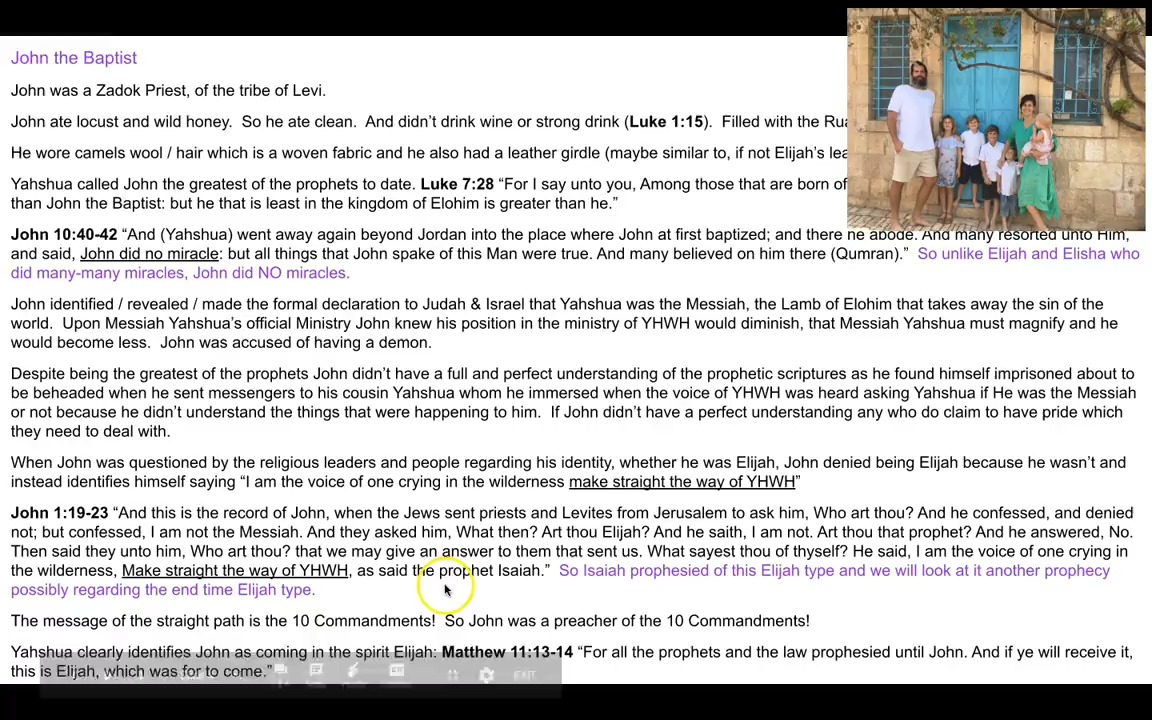 John the Baptist
John was a Zadok Priest, of the tribe of Levi.
John ate locust and wild honey.  So he ate clean.  And didn't drink wine or strong drink (Luke 1:15).  Filled with the
He wore camels wool / hair which is a woven fabric and he also had a leather girdle (maybe similar to, if not Elijah's
Yahshua called John the greatest of the prophets to date. Luke 7:28 “For I say unto you, Among those that are born of
than John the Baptist: but he that is least in the kingdom of Elohim is greater than he.”
John 10:40-42 “And (Yahshua) went away again beyond Jordan into the place where John at first baptized; and there he abode. And many resorted unto Him,
and said, John did no miracle: but all things that John spake of this Man were true. And many believed on him there (Qumran).”  So unlike Elijah and Elisha who
did many-many miracles, John did NO miracles.
John identified / revealed / made the formal declaration to Judah & Israel that Yahshua was the Messiah, the Lamb of Elohim that takes away the sin of the
world.  Upon Messiah Yahshua's official Ministry John knew his position in the ministry of YHWH would diminish, that Messiah Yahshua must magnify and he
would become less.  John was accused of having a demon.
Despite being the greatest of the prophets John didn't have a full and perfect understanding of the prophetic scriptures as he found himself imprisoned about to
be beheaded when he sent messengers to his cousin Yahshua whom he immersed when the voice of YHWH was heard asking Yahshua if He was the Messiah
or not because he didn't understand the things that were happening to him.  If John didn't have a perfect understanding any who do claim to have pride which
they need to deal with.
When John was questioned by the religious leaders and people regarding his identity, whether he was Elijah, John denied being Elijah because he wasn't and
instead identifies himself saying “I am the voice of one crying in the wilderness make straight the way of YHWH”
John 1:19-23 “And this is the record of John, when the Jews sent priests and Levites from Jerusalem to ask him, Who art thou? And he confessed, and denied
not; but confessed, I am not the Messiah. And they asked him, What then? Art thou Elijah? And he saith, I am not. Art thou that prophet? And he answered, No.
Then said they unto him, Who art thou? that we may give an answer to them that sent us. What sayest thou of thyself? He said, I am the voice of one crying in
the wilderness, Make straight the way of YHWH, as said the prophet Isaiah.”  So Isaiah prophesied of this Elijah type and we will look at it another prophecy
possibly regarding the end time Elijah type.
The message of the straight path is the 10 Commandments!  So John was a preacher of the 10 Commandments!
Yahshua clearly identifies John as coming in the spirit Elijah: Matthew 11:13-14 “For all the prophets and the law prophesied until John. And if ye will receive it,
this is Elijah, which was for to come.”
EXIT